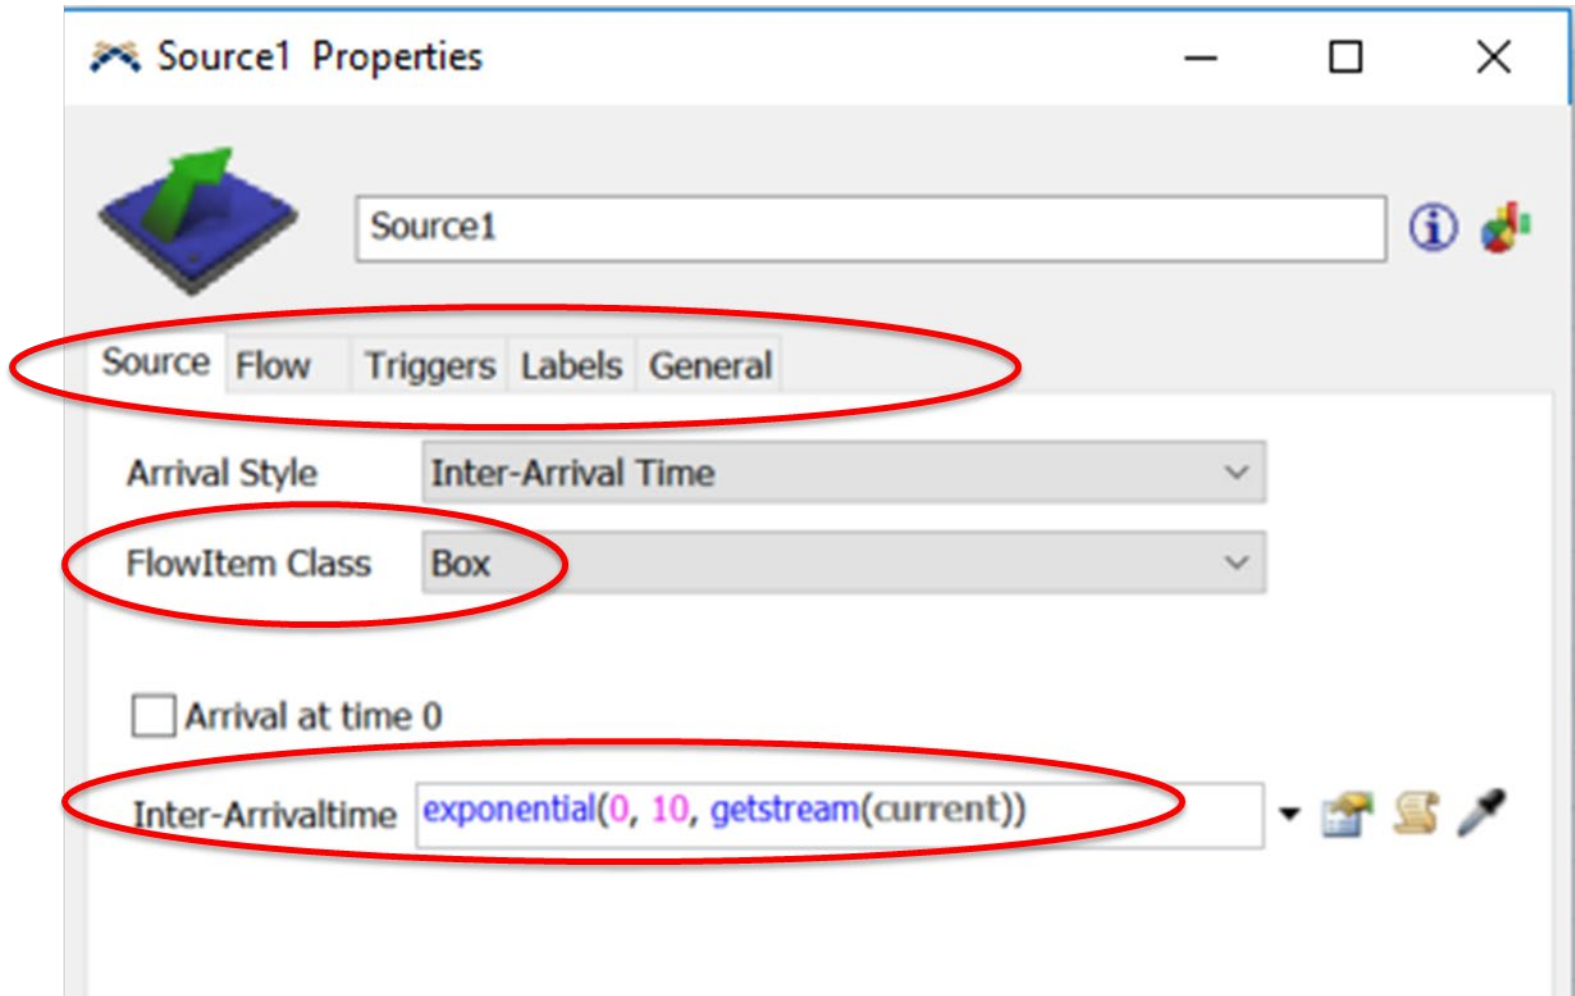 Source1 Properties
Source1
Source Flow Triggers Labels General
Arrival Style Inter-Arrival Time
FlowItem Class Box
Arrival at time 0
Inter-Arrivaltime exponential(0, 10, getstream(current))